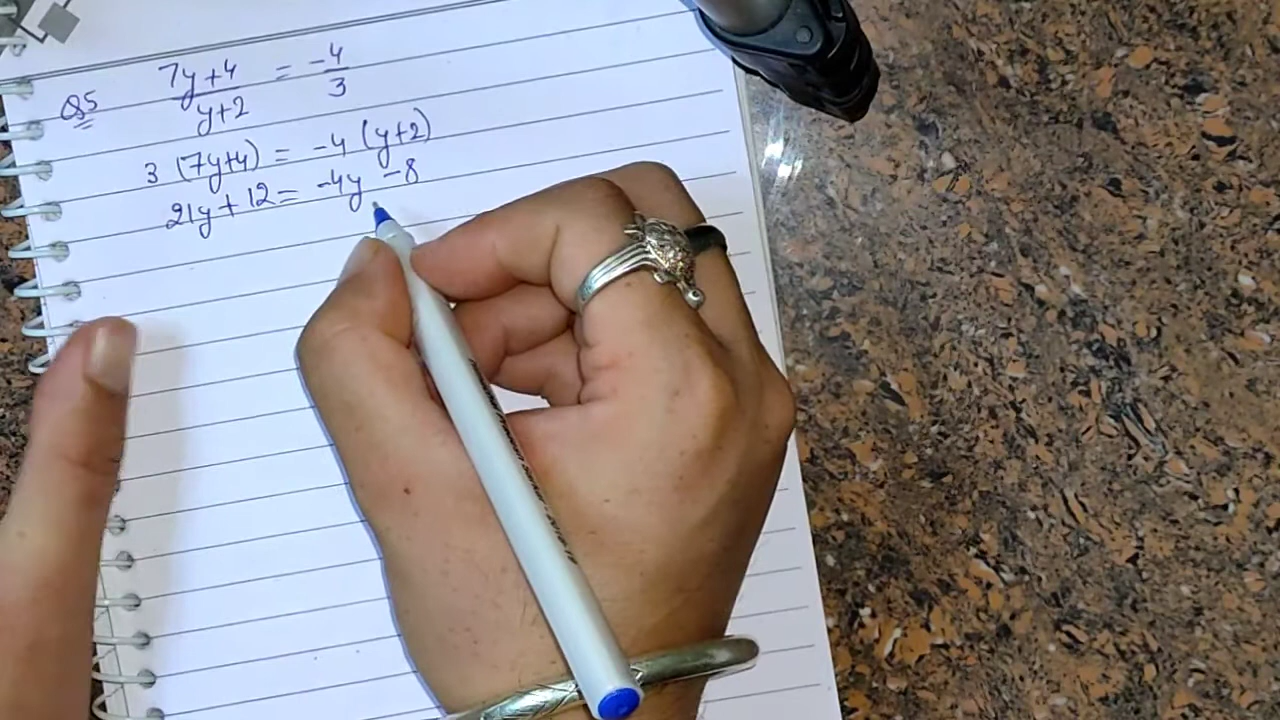 Q5 (7y+4)/(y+2) = -4/3
3 (7y+4) = -4 (y+2)
21y + 12 = -4y -8